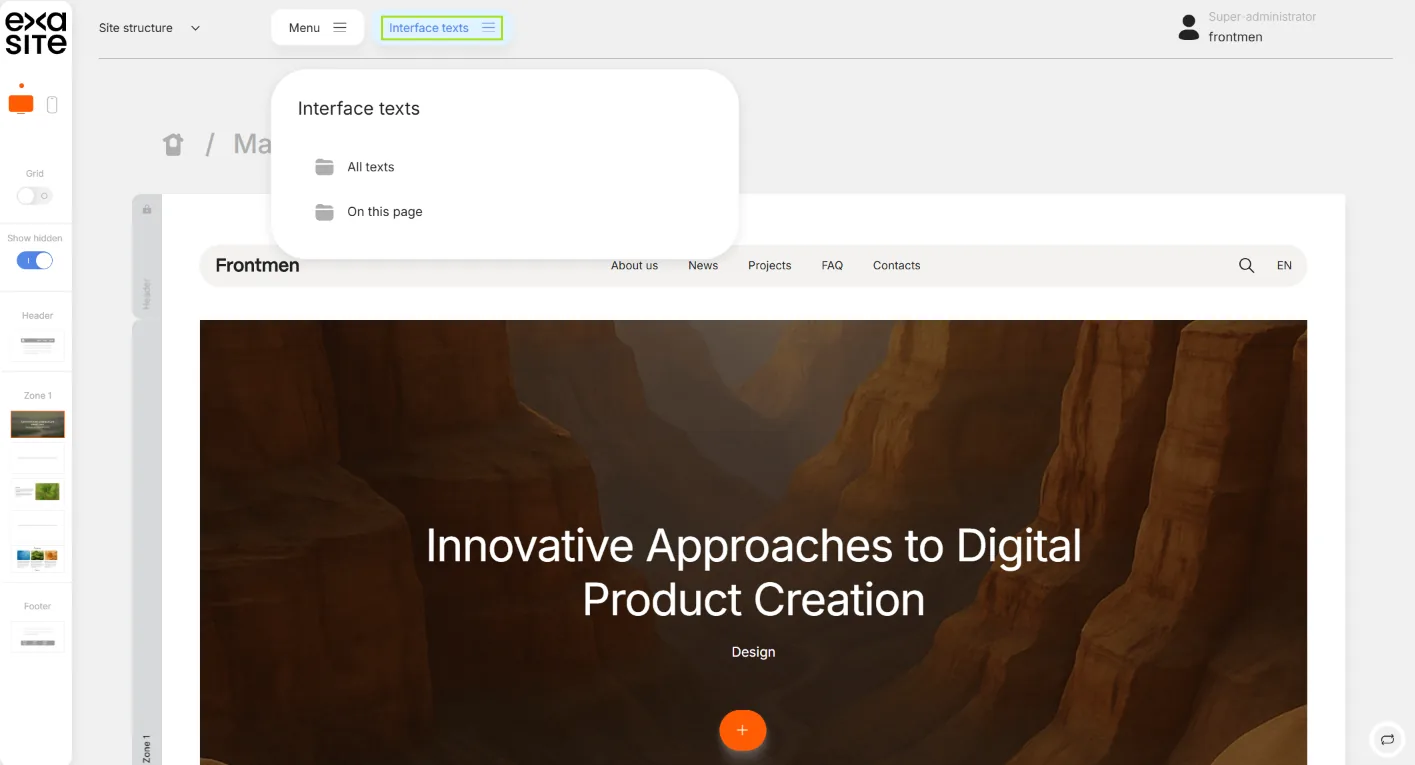 exa
SITE
Site structure
Menu
Interface texts
Super-administrator
frontmen
Interface texts
All texts
On this page
/ Ma
Grid
Show hidden
Header
Zone 1
Footer
Header
Zone 1
Frontmen
About us
News
Projects
FAQ
Contacts
EN
Innovative Approaches to Digital
Product Creation
Design
+